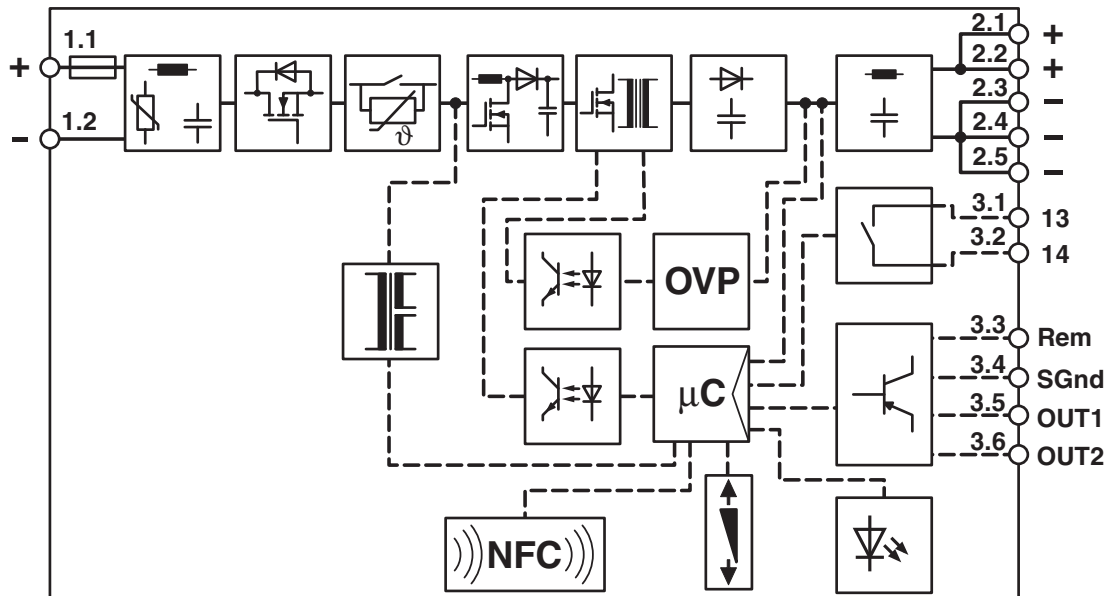 1.1
+
1.2
−
ϑ
2.1
+
2.2
+
2.3
−
2.4
−
2.5
−
3.1
13
3.2
14
OVP
μC
3.3
Rem
3.4
SGnd
3.5
OUT1
3.6
OUT2
NFC